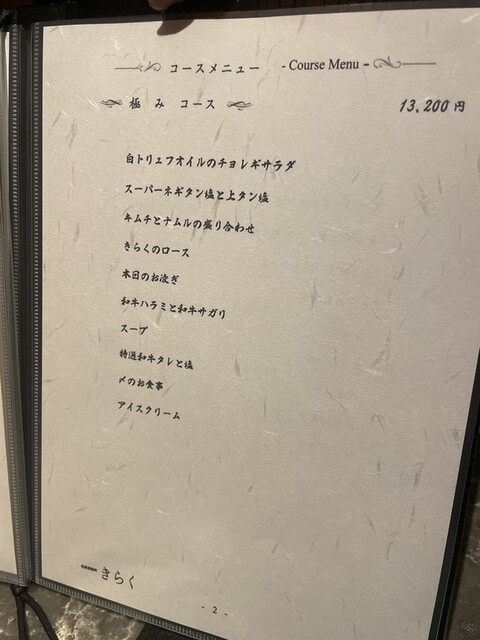 コースメニュー - Course Menu -
極み コース 13,200円
白トリュフオイルのチョレギサラダ
スーパーネギタン塩と上タン塩
キムチとナムルの盛り合わせ
きらくのロース
本日のお凌ぎ
和牛ハラミと和牛サガリ
スープ
特選和牛タレと塩
〆のお食事
アイスクリーム
きらく
- 2 -